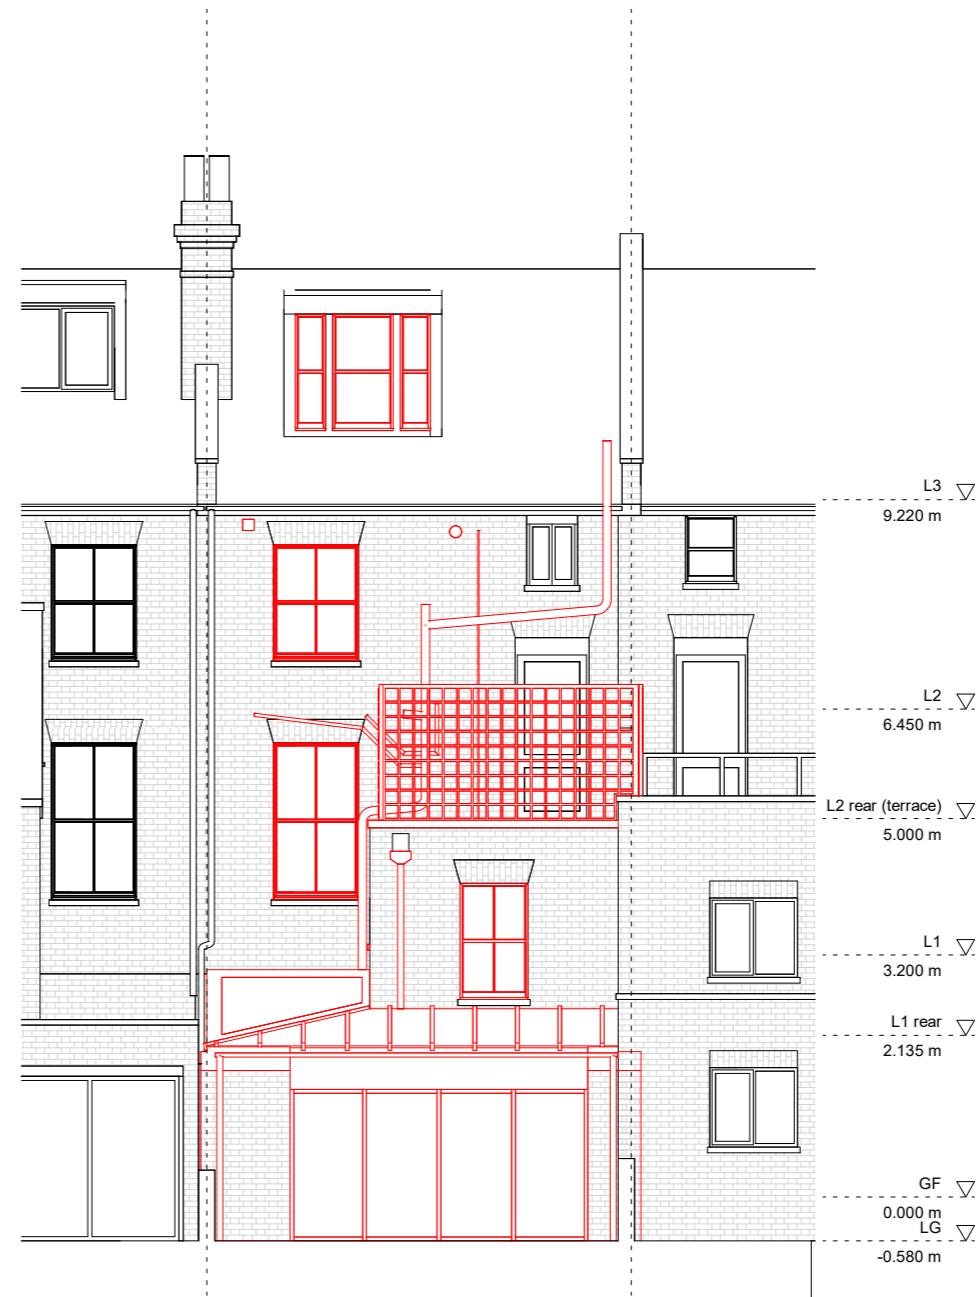 L3
9.220 m
L2
6.450 m
L2 rear (terrace)
5.000 m
L1
3.200 m
L1 rear
2.135 m
GF
0.000 m
LG
-0.580 m